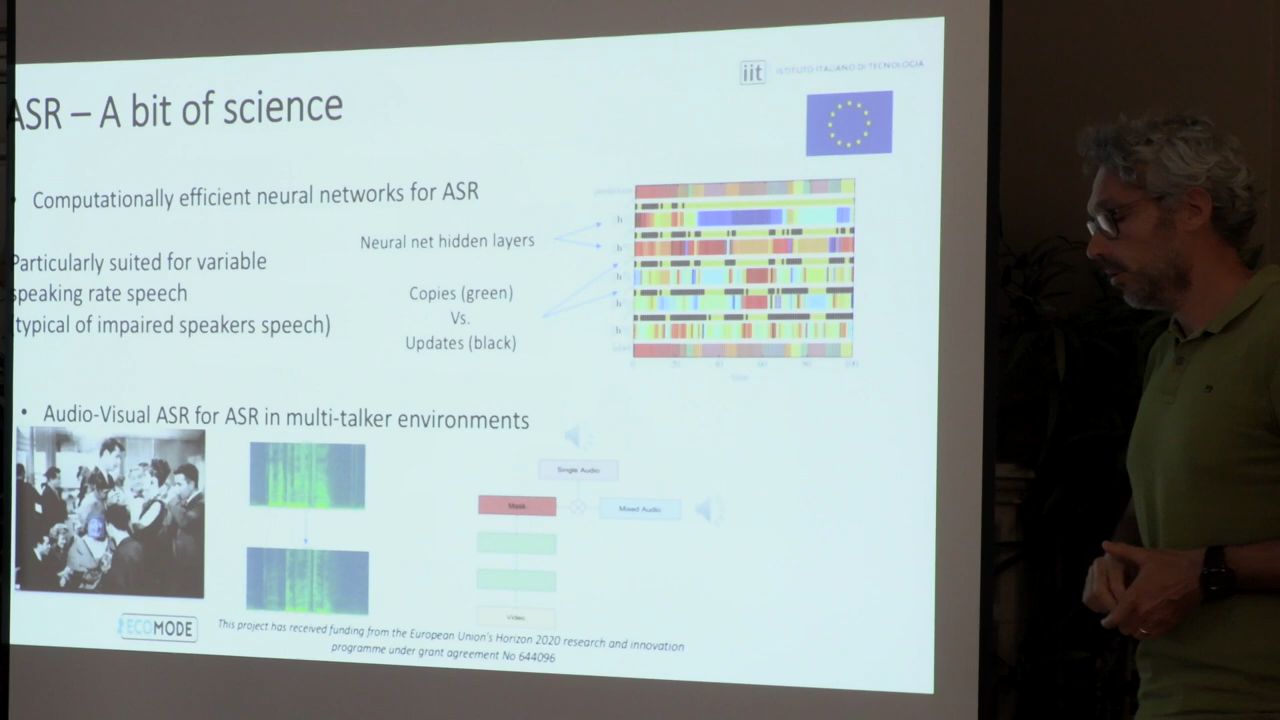 iit ISTITUTO ITALIANO DI TECNOLOGIA
ASR – A bit of science
Computationally efficient neural networks for ASR
Neural net hidden layers
Particularly suited for variable
speaking rate speech
typical of impaired speakers speech)
Copies (green)
Vs.
Updates (black)
h
h
h
h
h
• Audio-Visual ASR for ASR in multi-talker environments
Single Audio
Mask
Mixed Audio
Video
ECOMODE
This project has received funding from the European Union's Horizon 2020 research and innovation
programme under grant agreement No 644096